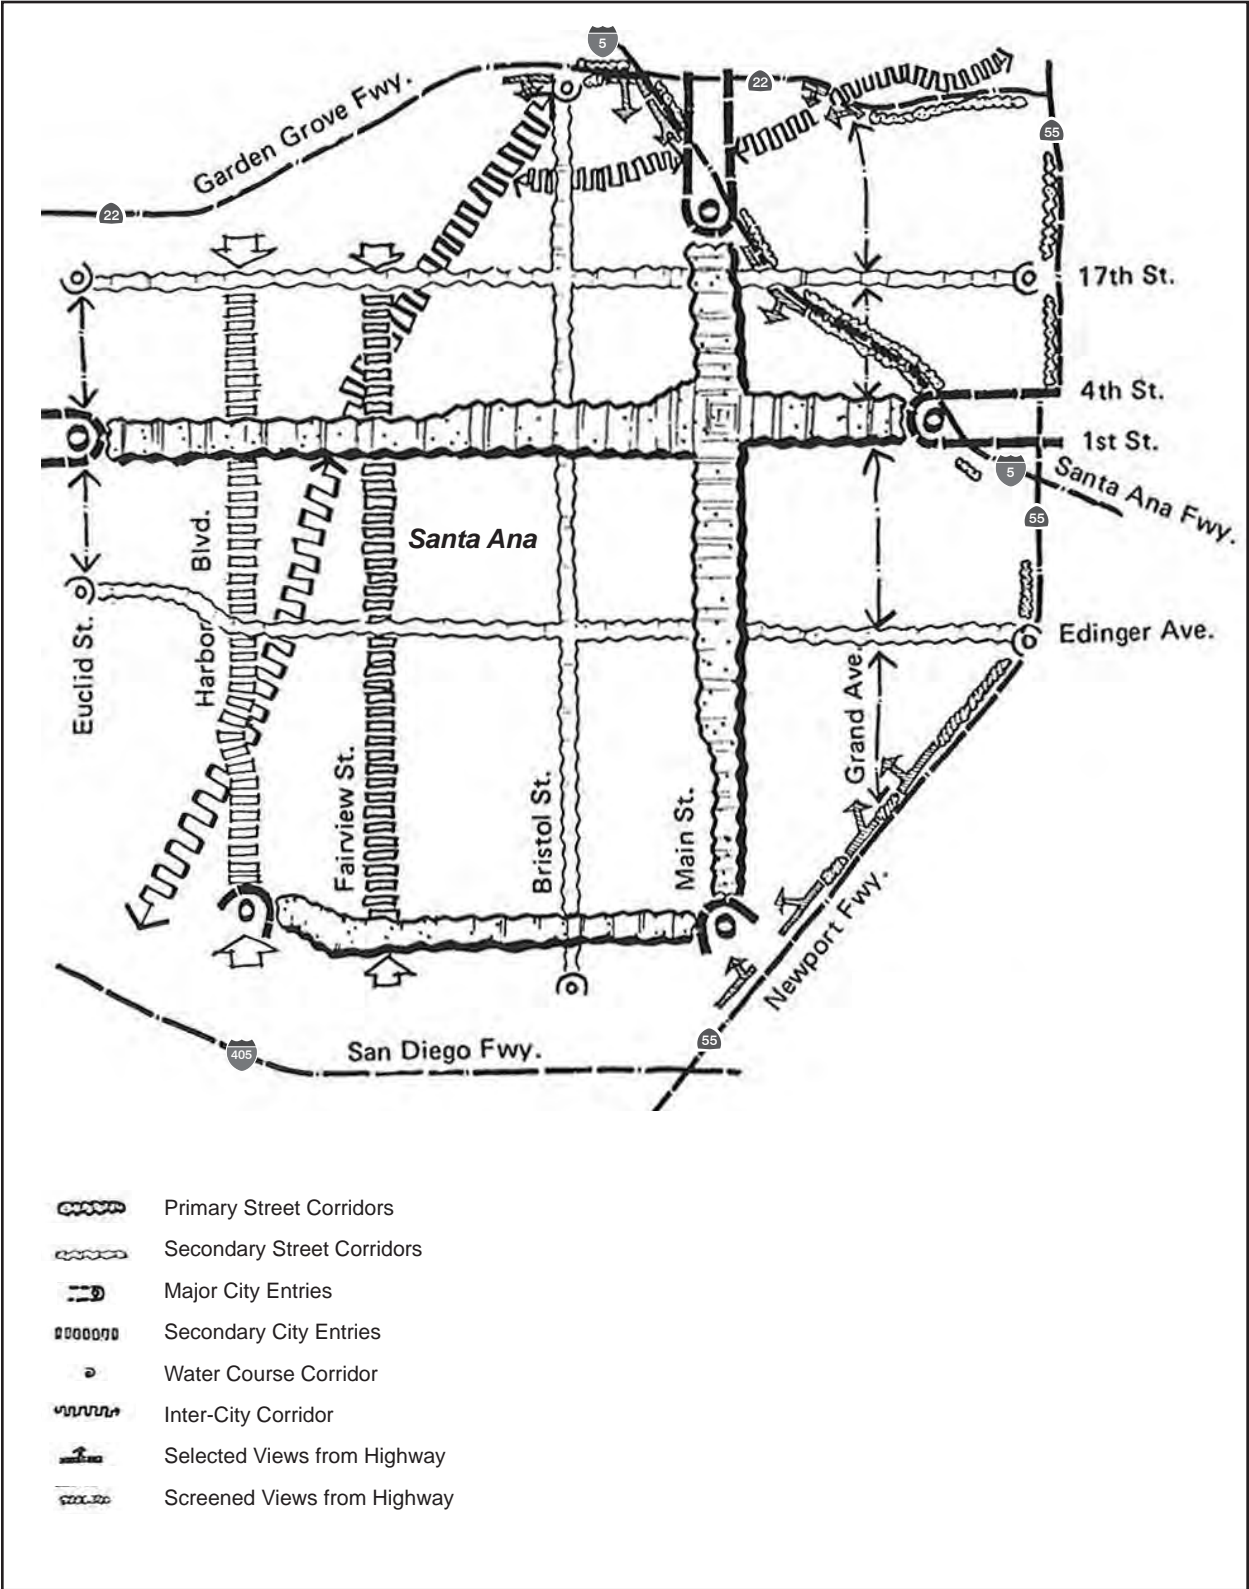 5
22
Garden Grove Fwy.
55
22
17th St.
4th St.
1st St.
5
Santa Ana Fwy.
55
Santa Ana
Harbor Blvd.
Euclid St.
Edinger Ave.
Grand Ave.
Fairview St.
Bristol St.
Main St.
Newport Fwy.
55
405
San Diego Fwy.
Primary Street Corridors
Secondary Street Corridors
Major City Entries
Secondary City Entries
Water Course Corridor
Inter-City Corridor
Selected Views from Highway
Screened Views from Highway